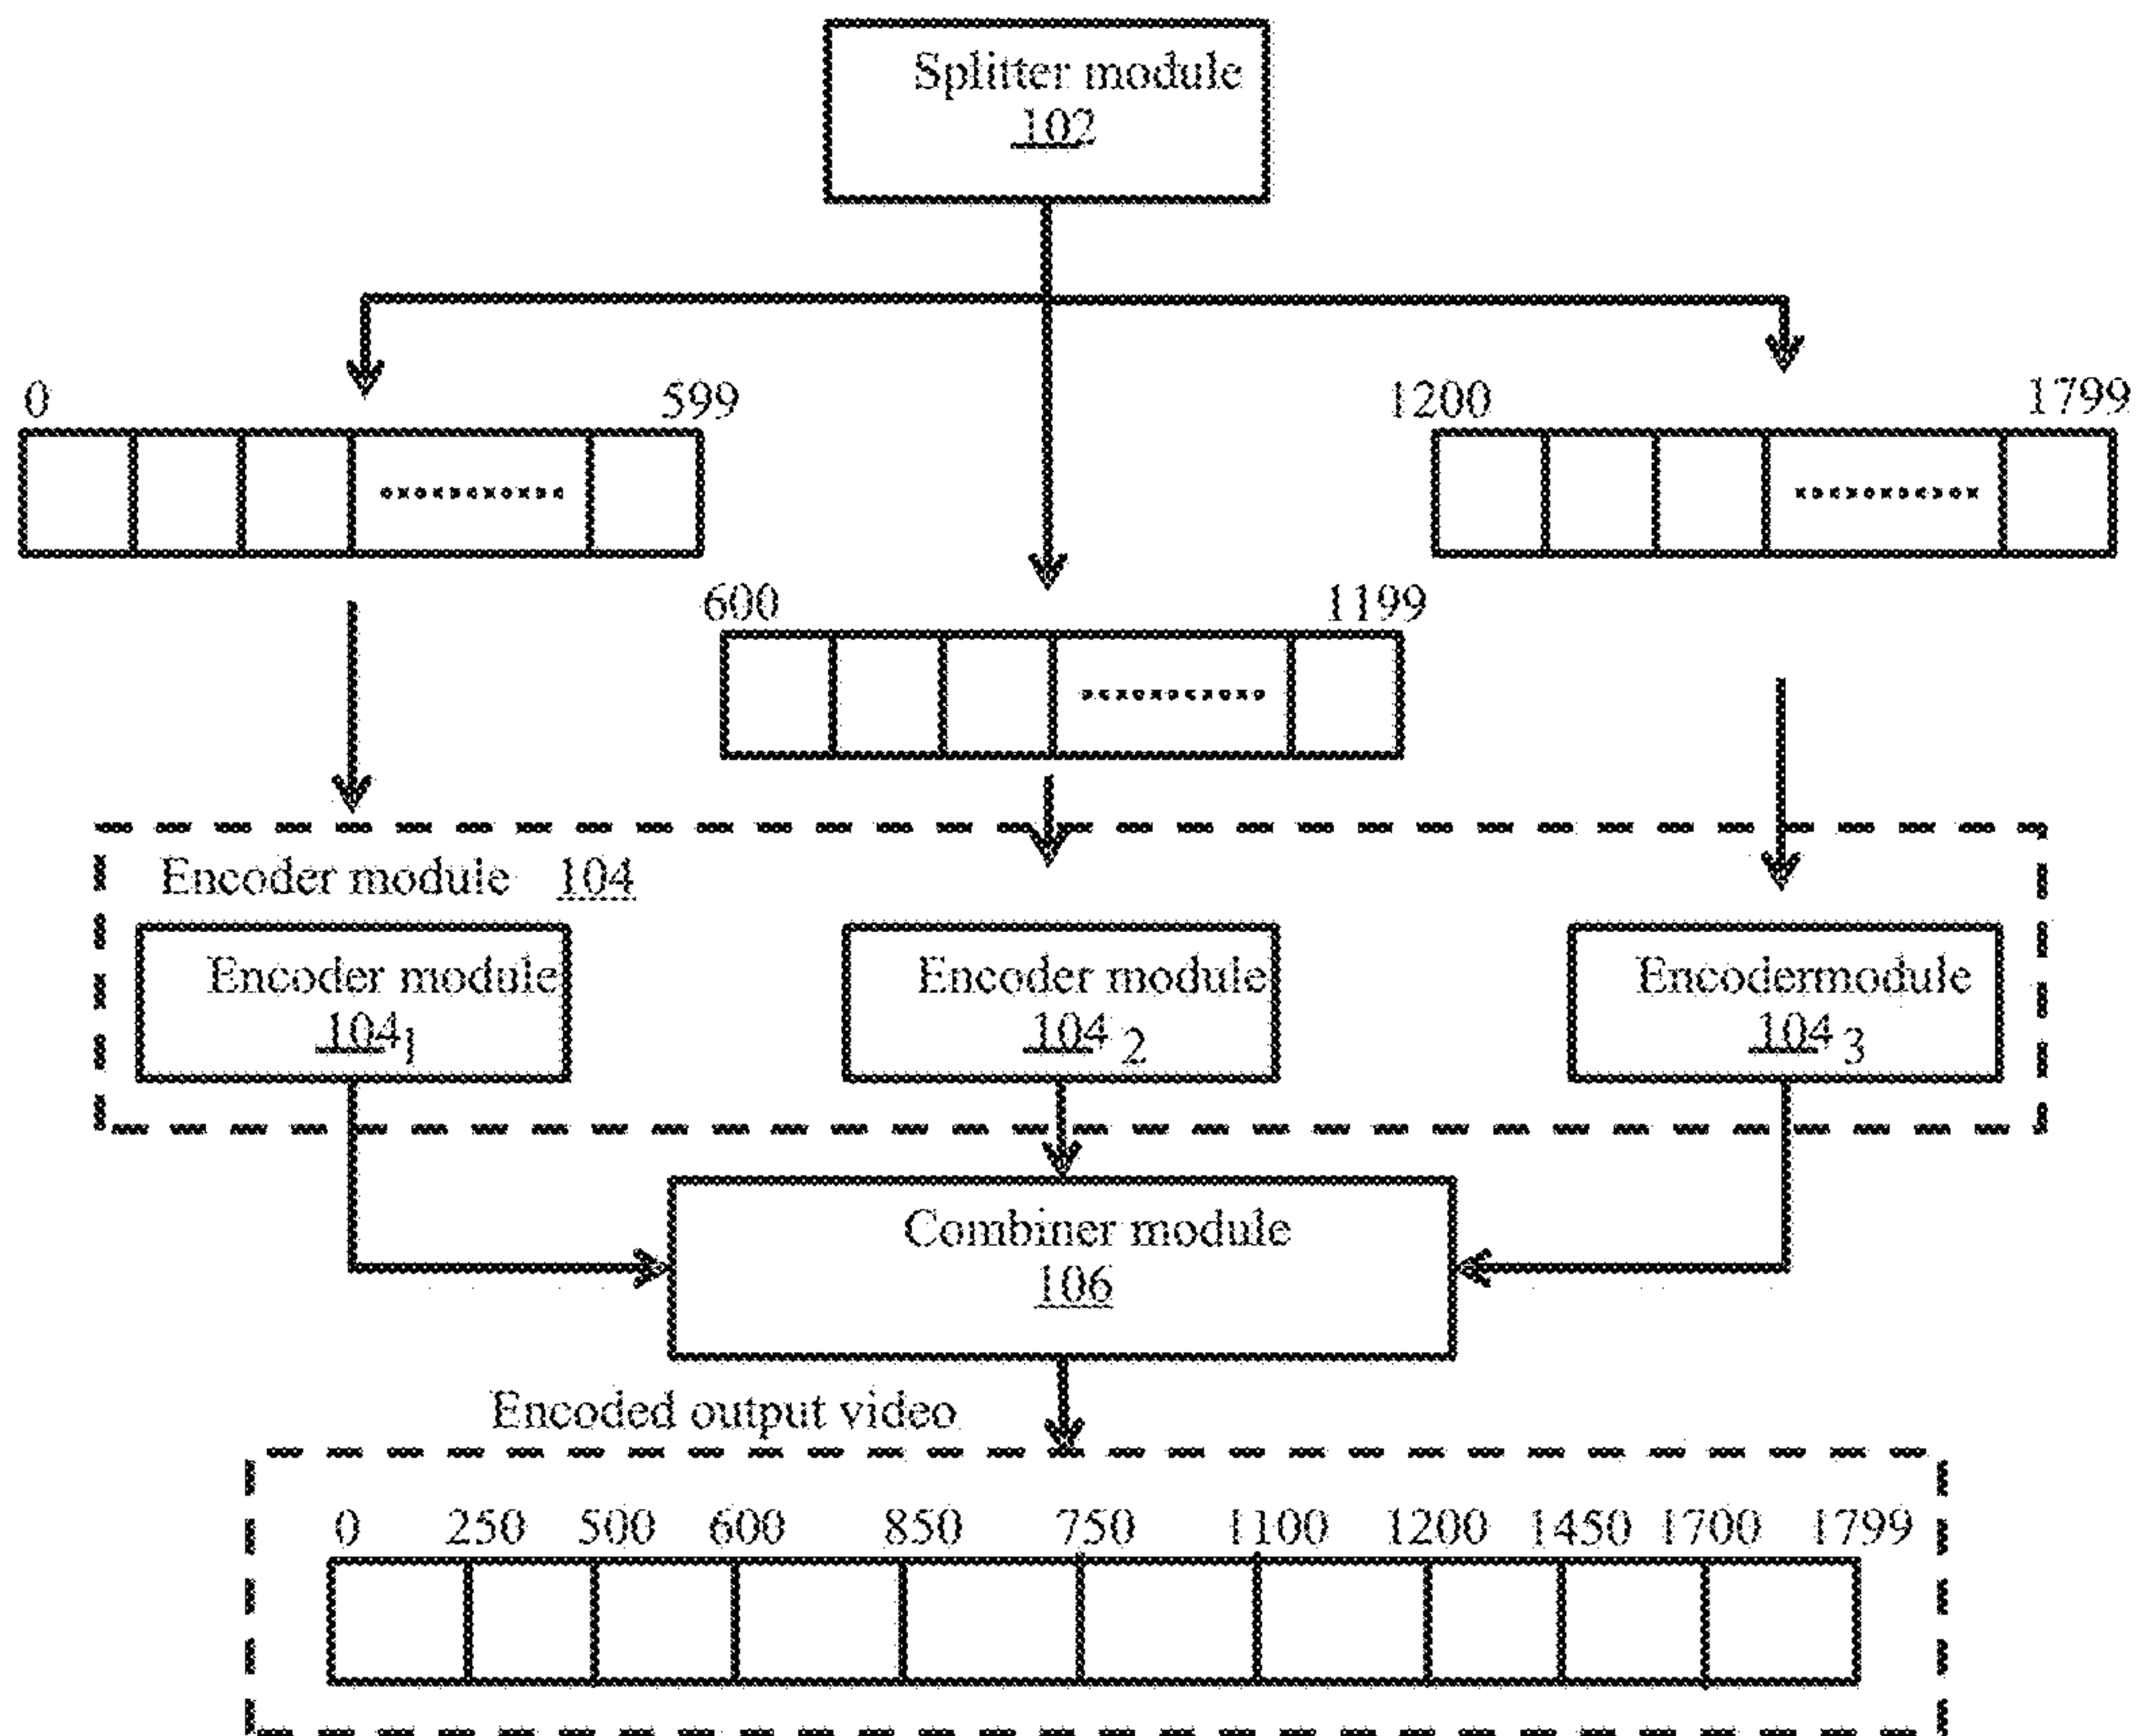 Splitter module
102
0 599
1200 1799
600 1199
Encoder module 104
Encoder module
104 1
Encoder module
104 2
Encodermodule
104 3
Combiner module
106
Encoded output video
0 250 500 600 850 750 1100 1200 1450 1700 1799